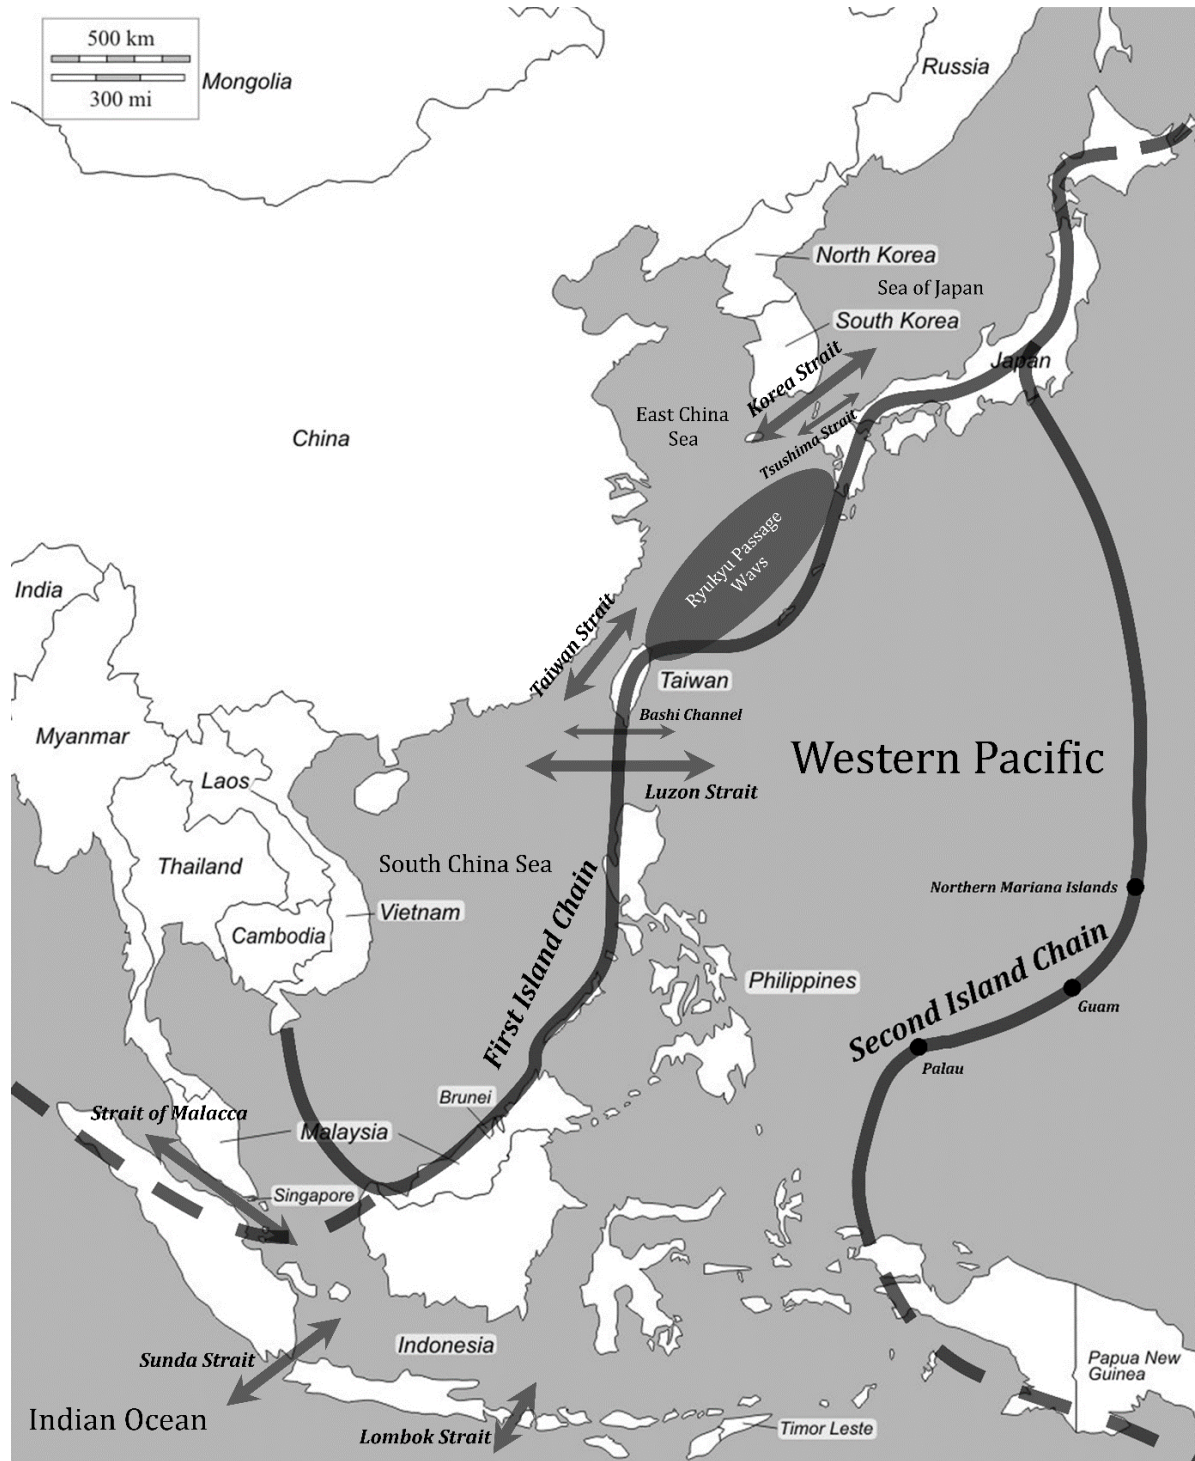 500 km
300 mi
Mongolia
Russia
North Korea
Sea of Japan
South Korea
Japan
Korea Strait
East China
Sea
Tsushima Strait
China
Ryukyu Passage
Ways
India
Taiwan Strait
Taiwan
Bashi Channel
Myanmar
Western Pacific
Laos
Luzon Strait
South China Sea
Thailand
Northern Mariana Islands
Vietnam
Cambodia
First Island Chain
Philippines
Second Island Chain
Guam
Palau
Brunei
Strait of Malacca
Malaysia
Singapore
Indonesia
Sunda Strait
Papua New
Guinea
Indian Ocean
Lombok Strait
Timor Leste